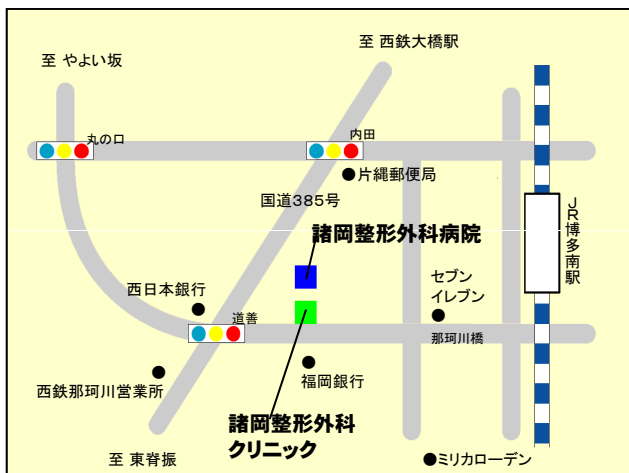 至 西鉄大橋駅
至 やよい坂
丸の口
内田
片縄郵便局
国道385号
諸岡整形外科病院
JR博多南駅
西日本銀行
セブン
イレブン
道善
那珂川橋
西鉄那珂川営業所
福岡銀行
諸岡整形外科
クリニック
至 東脊振
ミリカローデン